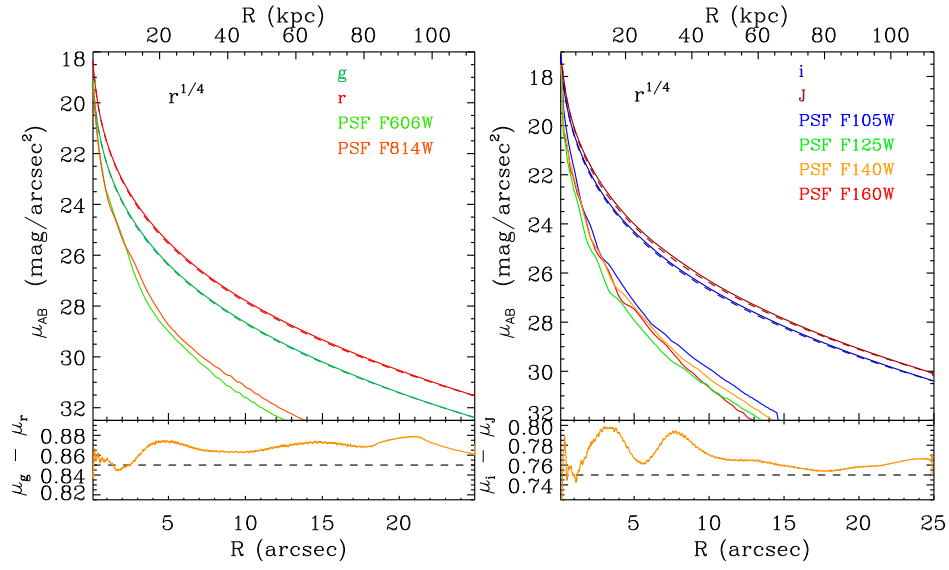 R (kpc)
0 20 40 60 80 100
18
20
22
24
26
28
30
32
μAB (mag/arcsec2)
r1/4
g
r
PSF F606W
PSF F814W
0.88
0.86
0.84
0.82
μg − μr
5 10 15 20
R (arcsec)
R (kpc)
0 20 40 60 80 100
18
20
22
24
26
28
30
32
μAB (mag/arcsec2)
r1/4
i
J
PSF F105W
PSF F125W
PSF F140W
PSF F160W
0.80
0.78
0.76
0.74
μi − μJ
5 10 15 20 25
R (arcsec)